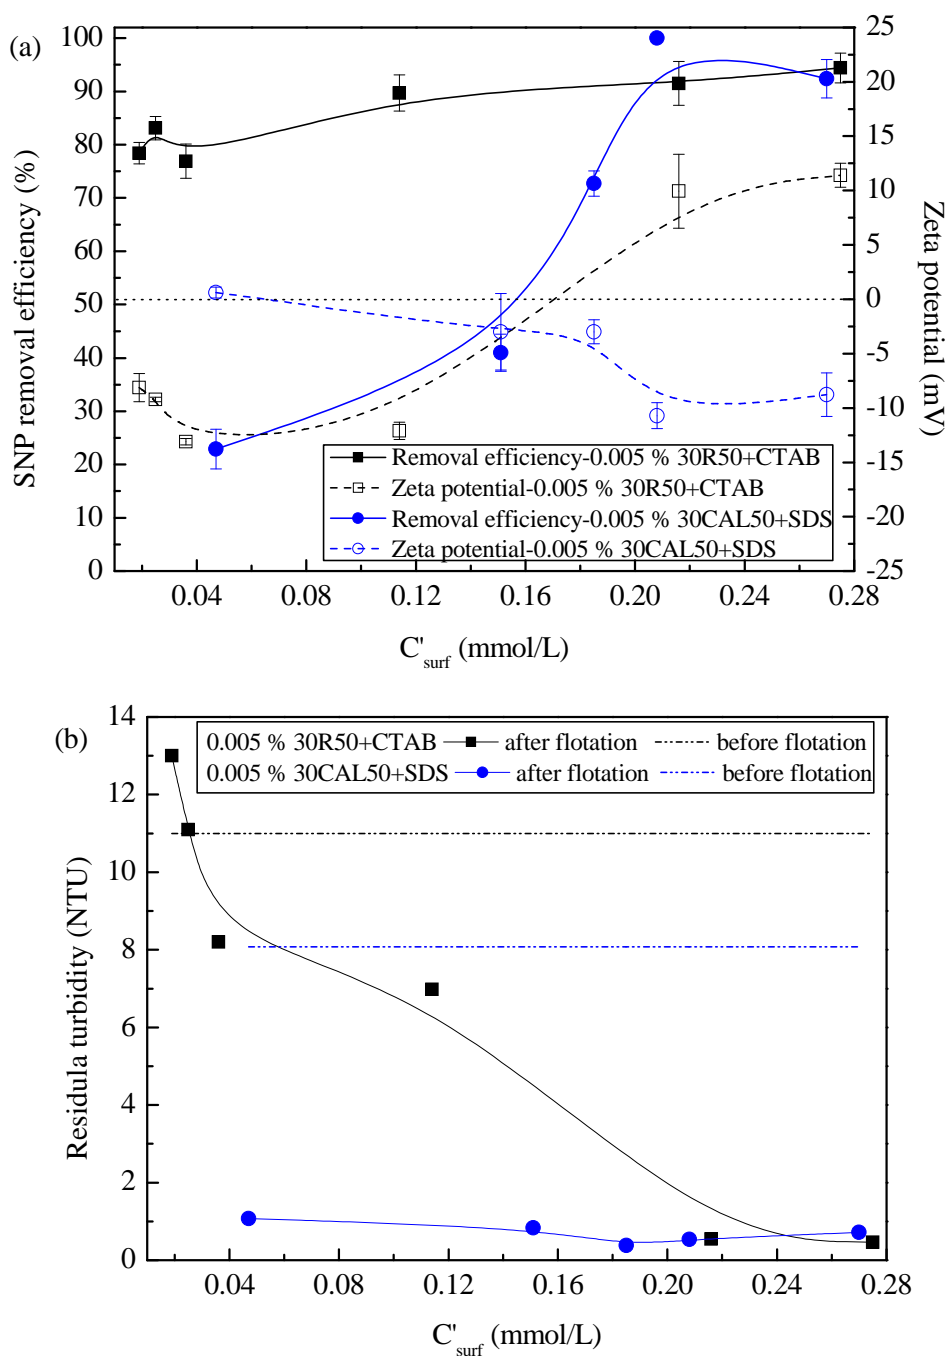 (a)
SNP removal efficiency (%)
100
90
80
70
60
50
40
30
20
10
0
25
20
15
10
5
0
-5
-10
-15
-20
-25
Zeta potential (mV)
Removal efficiency-0.005 % 30R50+CTAB
Zeta potential-0.005 % 30R50+CTAB
Removal efficiency-0.005 % 30CAL50+SDS
Zeta potential-0.005 % 30CAL50+SDS
0.04 0.08 0.12 0.16 0.20 0.24 0.28
C'surf (mmol/L)
(b)
Residula turbidity (NTU)
14
12
10
8
6
4
2
0
0.005 % 30R50+CTAB after flotation before flotation
0.005 % 30CAL50+SDS after flotation before flotation
0.04 0.08 0.12 0.16 0.20 0.24 0.28
C'surf (mmol/L)